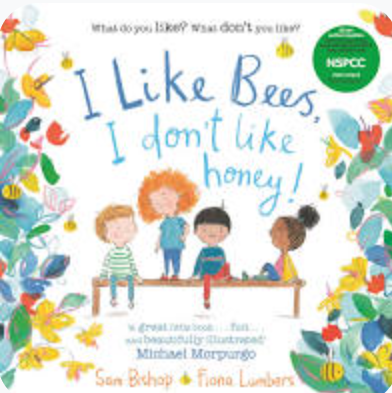 What do you like? What don't you like?
NSPCC
I Like Bees,
I don't like
honey!
'a great little book . . . fun . . .
and beautifully illustrated'
Michael Morpurgo
Sam Bishop & Fiona Lumbers